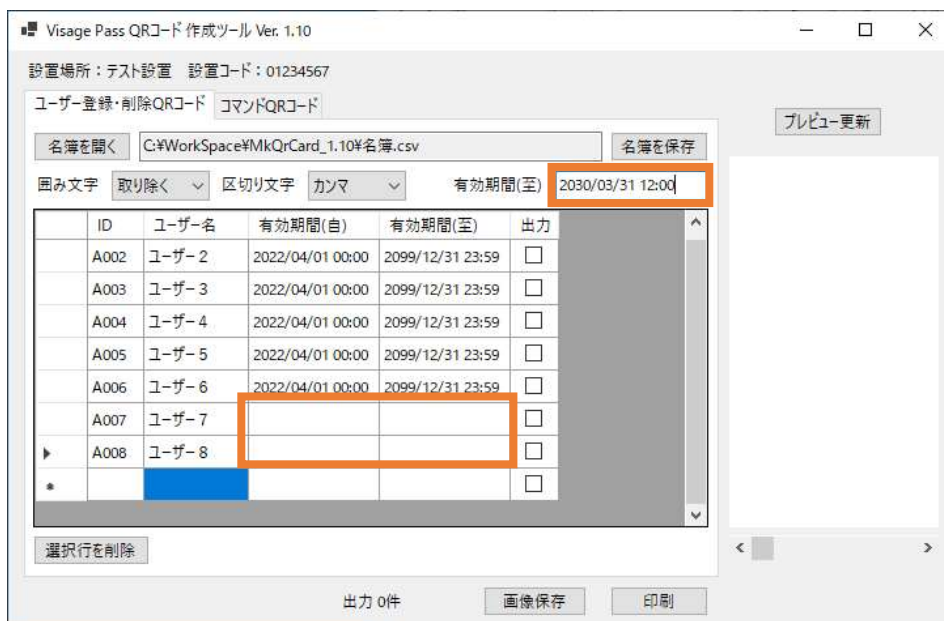 Visage Pass QRコード 作成ツール Ver. 1.10
設置場所：テスト設置 設置コード：01234567
ユーザー登録・削除QRコード コマンドQRコード
プレビュー更新
名簿を開く C:¥WorkSpace¥MkQrCard_1.10¥名簿.csv 名簿を保存
囲み文字 取り除く 区切り文字 カンマ 有効期間(至) 2030/03/31 12:00
ID ユーザー名 有効期間(自) 有効期間(至) 出力
A002 ユーザー2 2022/04/01 00:00 2099/12/31 23:59
A003 ユーザー3 2022/04/01 00:00 2099/12/31 23:59
A004 ユーザー4 2022/04/01 00:00 2099/12/31 23:59
A005 ユーザー5 2022/04/01 00:00 2099/12/31 23:59
A006 ユーザー6 2022/04/01 00:00 2099/12/31 23:59
A007 ユーザー7
A008 ユーザー8
選択行を削除
出力 0件 画像保存 印刷